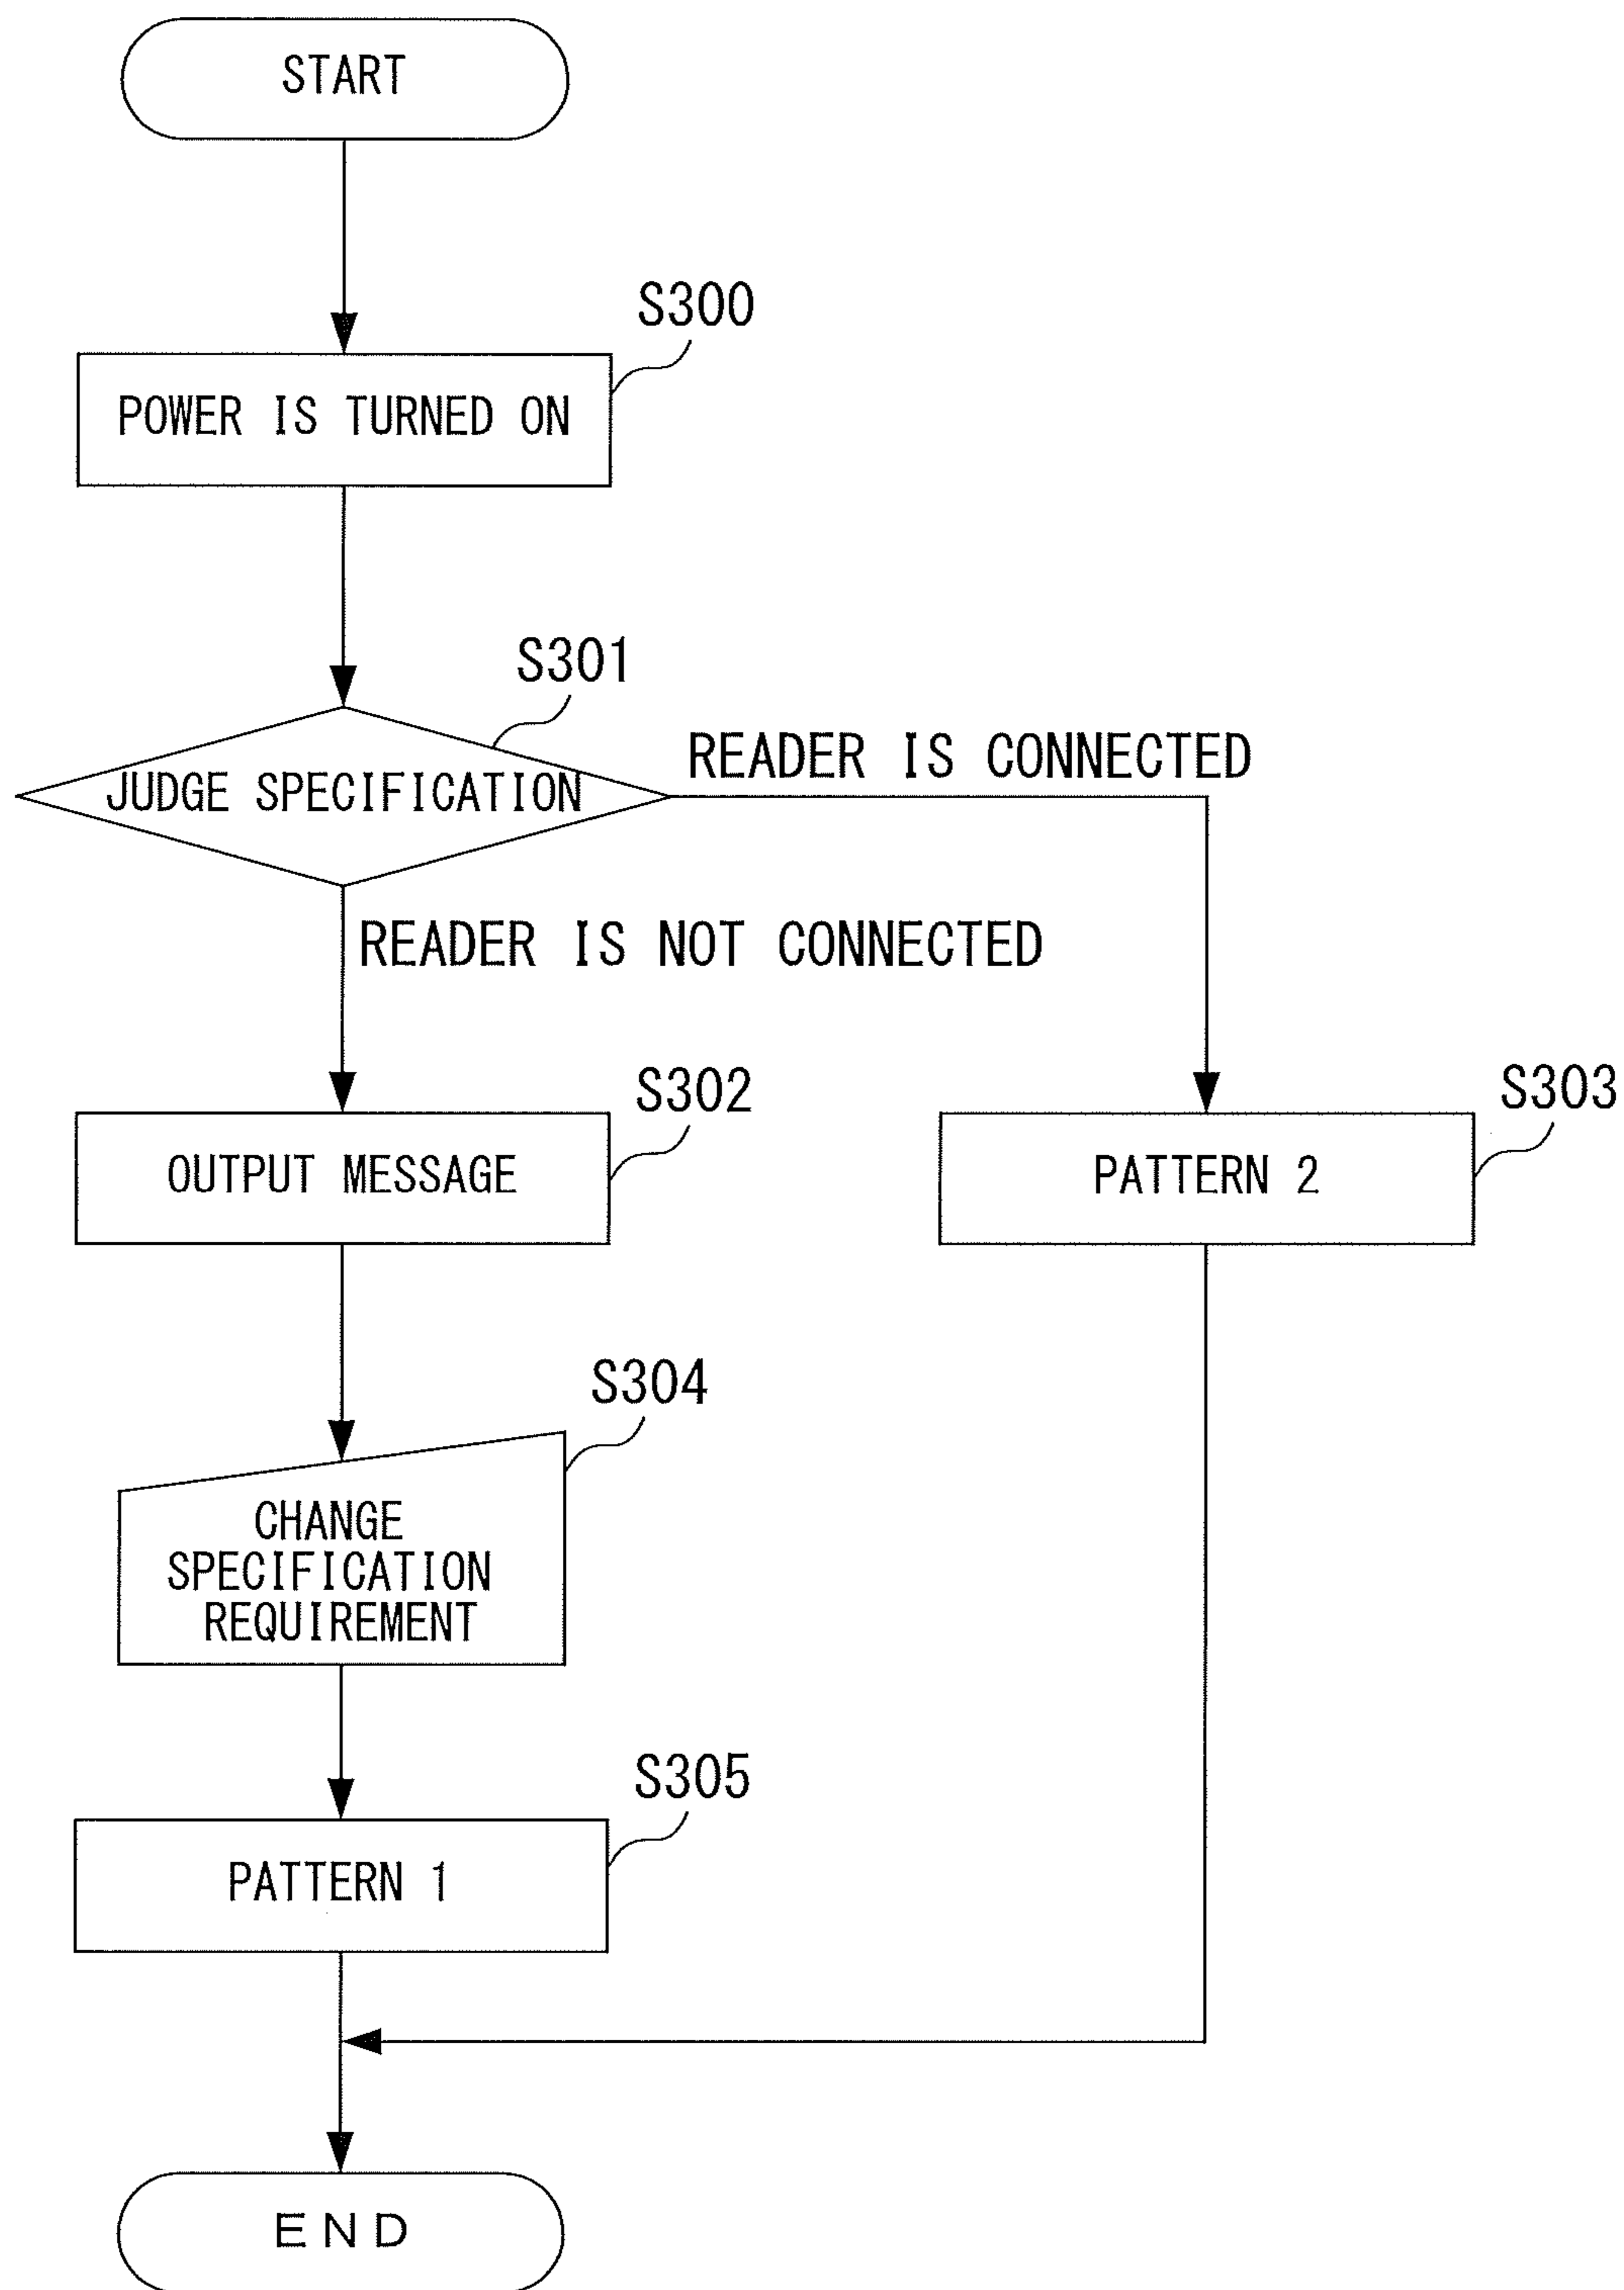 START
S300
POWER IS TURNED ON
S301
JUDGE SPECIFICATION
READER IS CONNECTED
READER IS NOT CONNECTED
S302
OUTPUT MESSAGE
S303
PATTERN 2
S304
CHANGE
SPECIFICATION
REQUIREMENT
S305
PATTERN 1
END